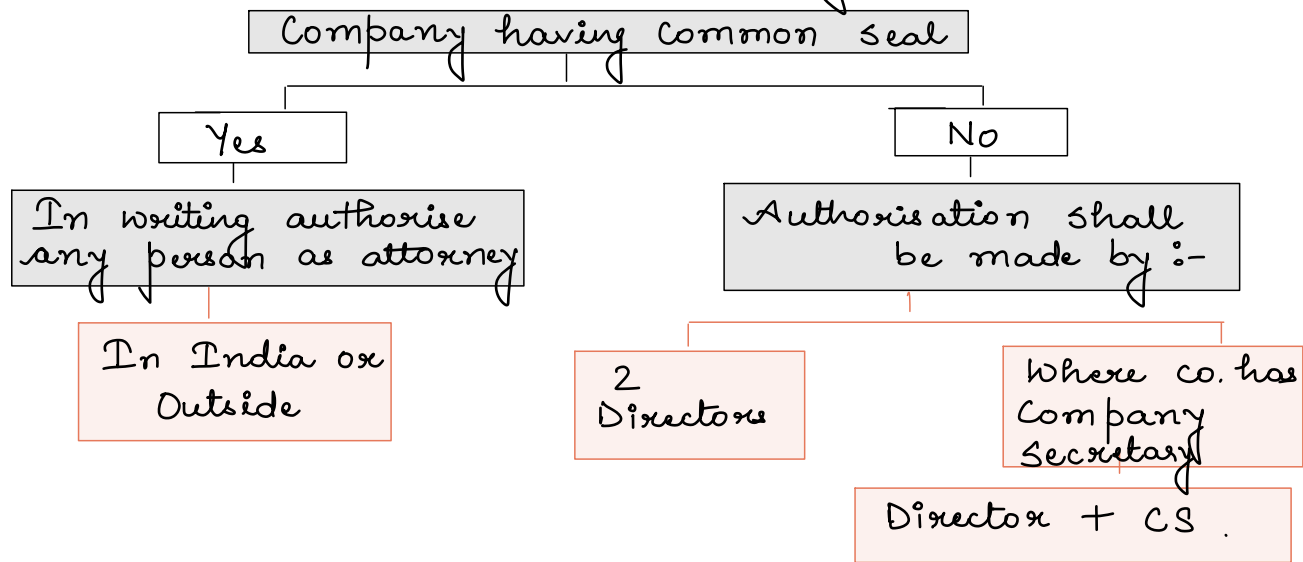 Company having common seal
Yes
No
In writing authorise
any person as attorney
Authorisation shall
be made by :-
In India or
Outside
2
Directors
Where co. has
Company
Secretary
Director + CS .